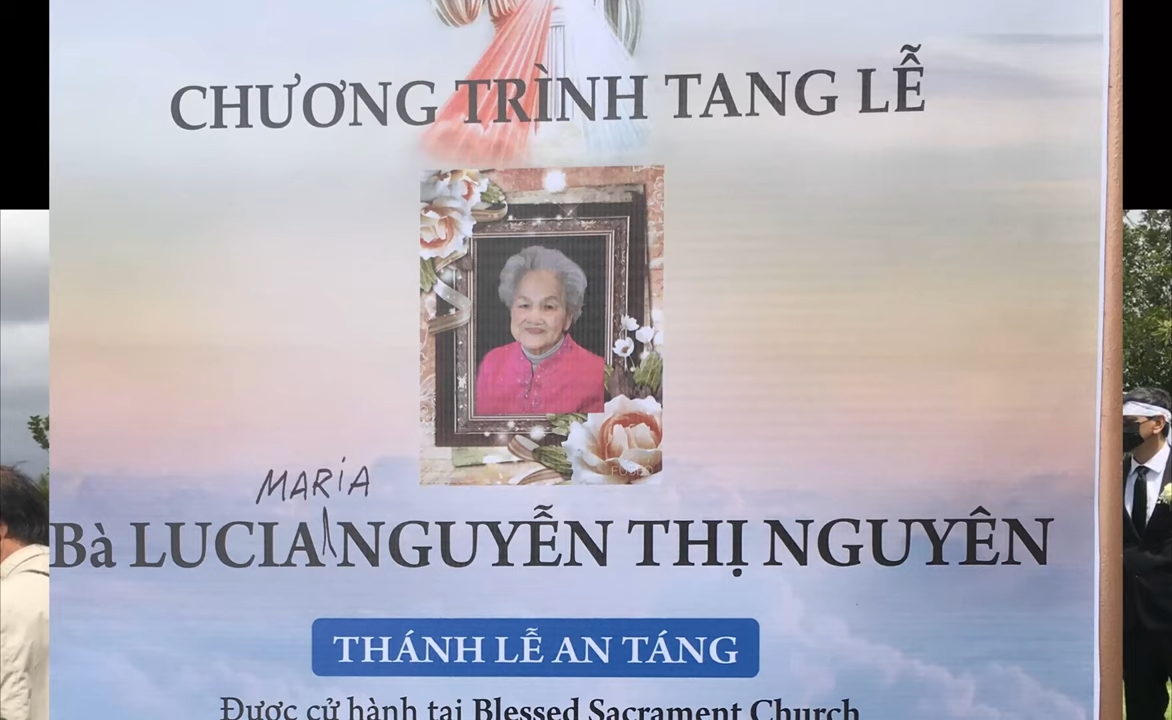 CHƯƠNG TRÌNH TANG LỄ
MARIA
Bà LUCIA NGUYỄN THỊ NGUYÊN
THÁNH LỄ AN TÁNG
Được cử hành tại Blessed Sacrament Church